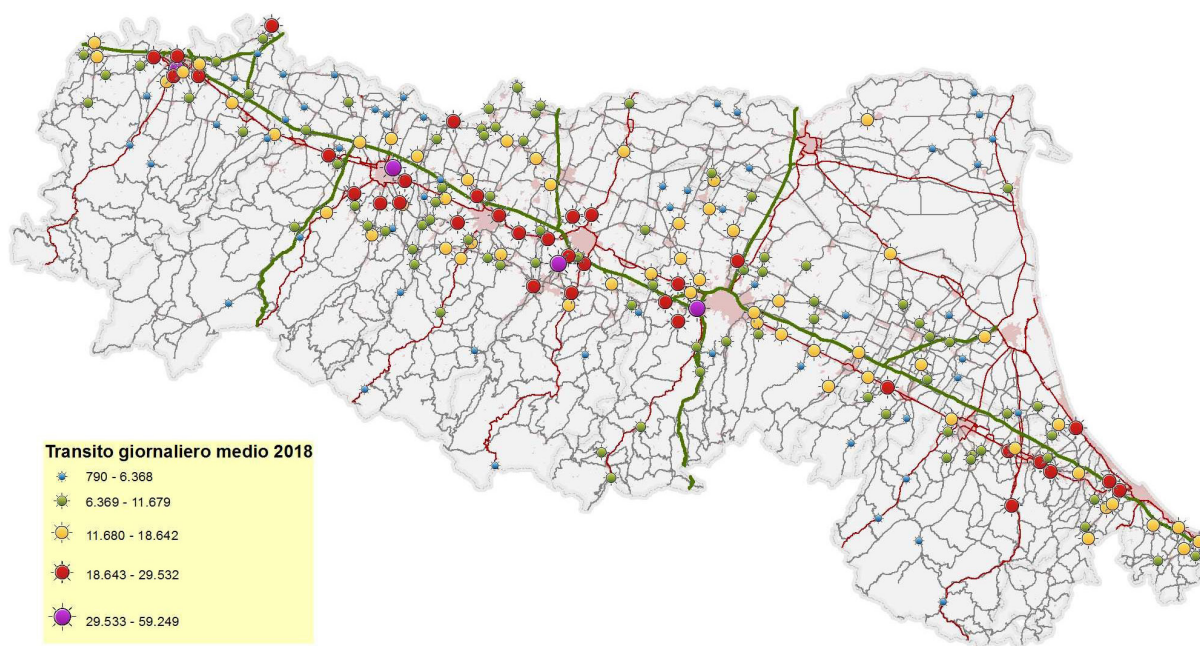 Transito giornaliero medio 2018
790 - 6.368
6.369 - 11.679
11.680 - 18.642
18.643 - 29.532
29.533 - 59.249